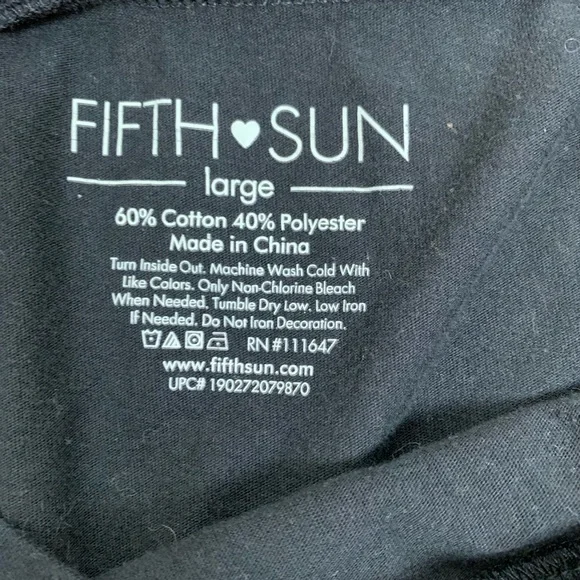 FIFTH ♥ SUN
large
60% Cotton 40% Polyester
Made in China
Turn Inside Out. Machine Wash Cold With
Like Colors. Only Non-Chlorine Bleach
When Needed. Tumble Dry Low. Low Iron
If Needed. Do Not Iron Decoration.
RN #111647
www.fifthsun.com
UPC# 190272079870